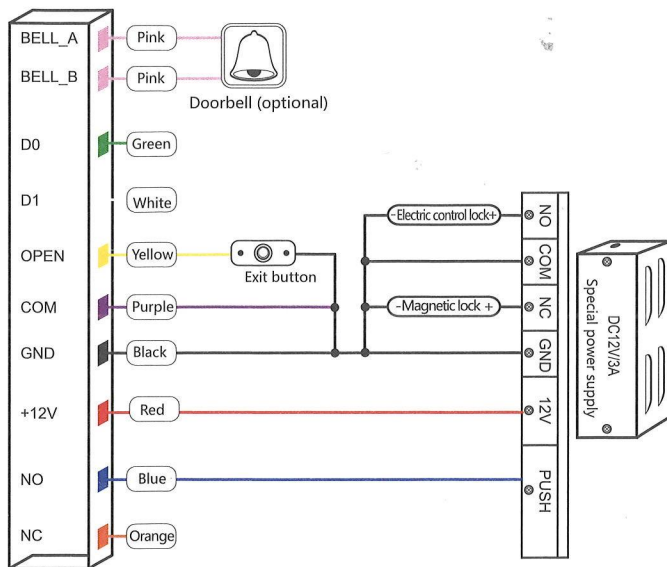 BELL_A Pink
BELL_B Pink
Doorbell (optional)
D0 Green
D1 White
OPEN Yellow
Exit button
COM Purple
GND Black
+12V Red
NO Blue
NC Orange
-Electric control lock+
-Magnetic lock +
NO
COM
NC
GND
12V
PUSH
DC12V/3A
Special power supply